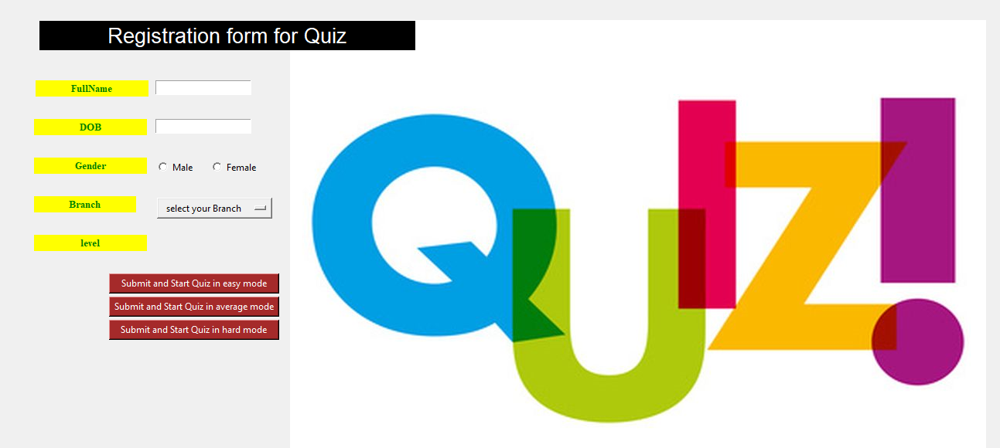 Registration form for Quiz
FullName
DOB
Gender
Male
Female
Branch
select your Branch
level
Submit and Start Quiz in easy mode
Submit and Start Quiz in average mode
Submit and Start Quiz in hard mode
QUIZ!